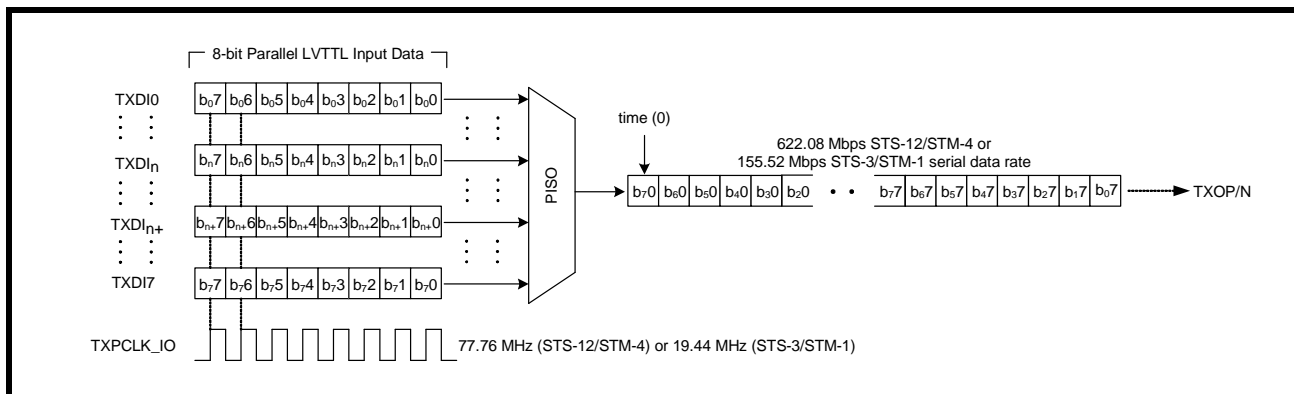 8-bit Parallel LVTTL Input Data
TXDI0
b₀7 b₀6 b₀5 b₀4 b₀3 b₀2 b₀1 b₀0
time (0)
622.08 Mbps STS-12/STM-4 or
155.52 Mbps STS-3/STM-1 serial data rate
TXDIₙ
bₙ7 bₙ6 bₙ5 bₙ4 bₙ3 bₙ2 bₙ1 bₙ0
PISO
b₇0 b₆0 b₅0 b₄0 b₃0 b₂0
b₇7 b₆7 b₅7 b₄7 b₃7 b₂7 b₁7 b₀7
TXOP/N
TXDIₙ₊
bₙ₊7 bₙ₊6 bₙ₊5 bₙ₊4 bₙ₊3 bₙ₊2 bₙ₊1 bₙ₊0
TXDI7
b₇7 b₇6 b₇5 b₇4 b₇3 b₇2 b₇1 b₇0
TXPCLK_IO
77.76 MHz (STS-12/STM-4) or 19.44 MHz (STS-3/STM-1)